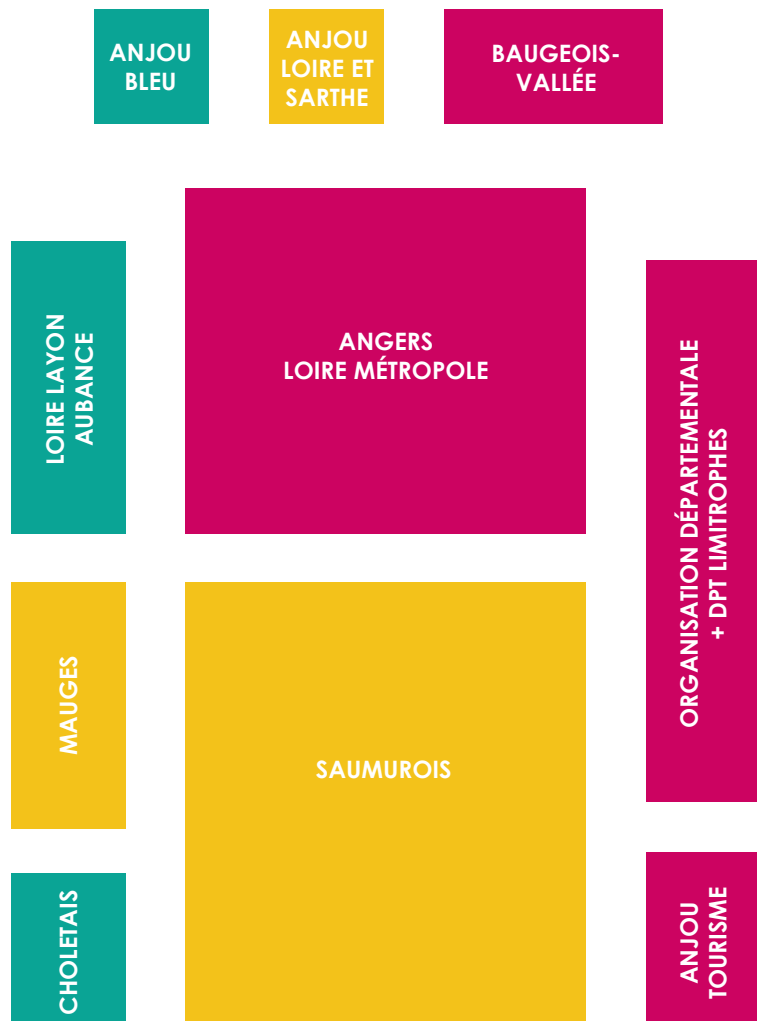 ANJOU
BLEU
ANJOU
LOIRE ET
SARTHE
BAUGEOIS-
VALLÉE
LOIRE LAYON
AUBANCE
ANGERS
LOIRE MÉTROPOLE
ORGANISATION DÉPARTEMENTALE
+ DPT LIMITROPHES
MAUGES
SAUMUROIS
CHOLETAIS
ANJOU
TOURISME